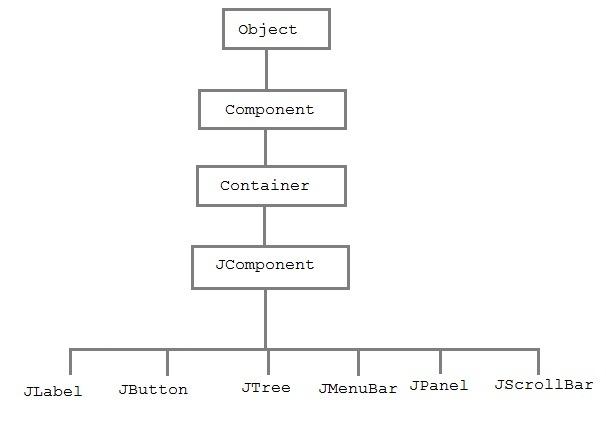 Object
Component
Container
JComponent
JLabel
JButton
JTree
JMenuBar
JPanel
JScrollBar